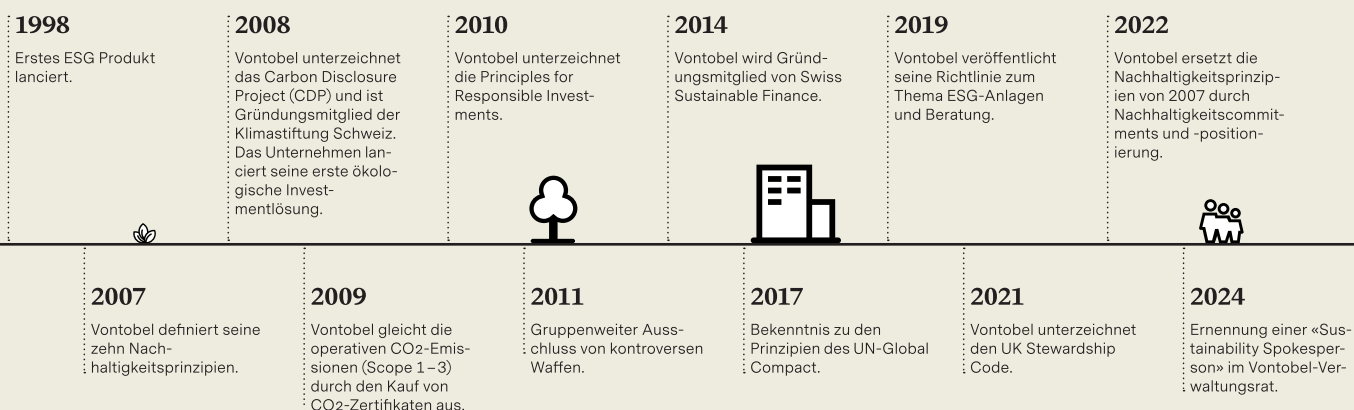 1998
Erstes ESG Produkt
lanciert.
2008
Vontobel unterzeichnet
das Carbon Disclosure
Project (CDP) und ist
Gründungsmitglied der
Klimastiftung Schweiz.
Das Unternehmen lan-
ciert seine erste ökolo-
gische Invest-
mentlösung.
2010
Vontobel unterzeichnet
die Principles for
Responsible Invest-
ments.
2014
Vontobel wird Gründ-
ungsmitglied von Swiss
Sustainable Finance.
2019
Vontobel veröffentlicht
seine Richtlinie zum
Thema ESG-Anlagen
und Beratung.
2022
Vontobel ersetzt die
Nachhaltigkeitsprinzip-
ien von 2007 durch
Nachhaltigkeitscommit-
ments und -position-
ierung.
2007
Vontobel definiert seine
zehn Nach-
haltigkeitsprinzipien.
2009
Vontobel gleicht die
operativen CO2-Emis-
sionen (Scope 1–3)
durch den Kauf von
CO2-Zertifikaten aus.
2011
Gruppenweiter Auss-
chluss von kontroversen
Waffen.
2017
Bekenntnis zu den
Prinzipien des UN-Global
Compact.
2021
Vontobel unterzeichnet
den UK Stewardship
Code.
2024
Ernennung einer «Sus-
tainability Spokesper-
son» im Vontobel-Ver-
waltungsrat.